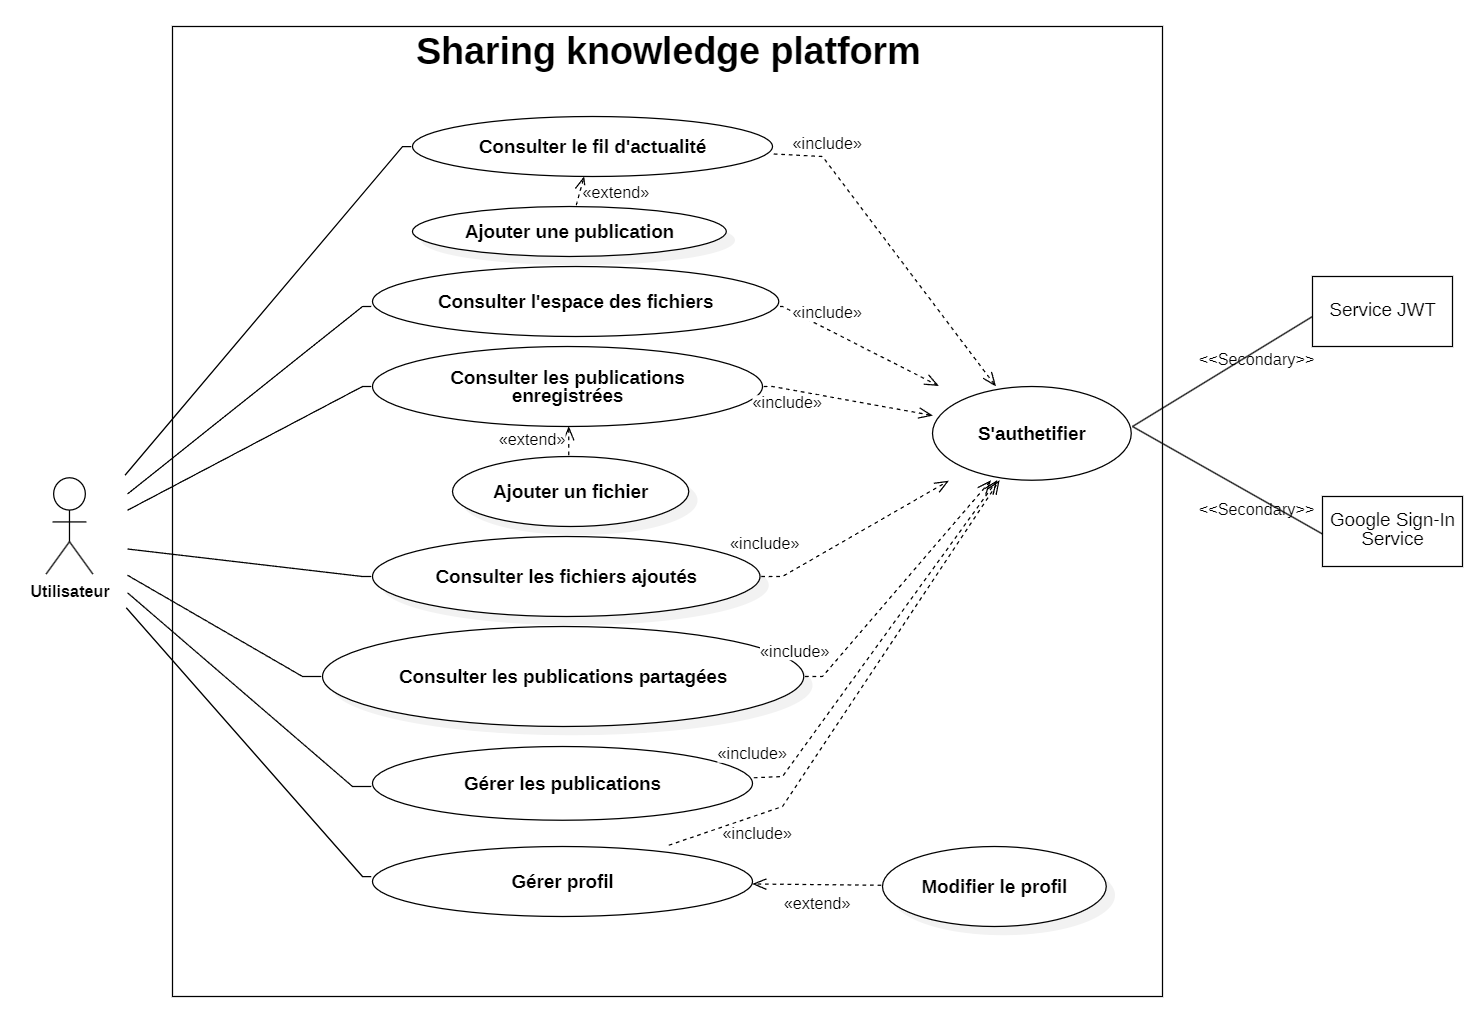 Sharing knowledge platform
Consulter le fil d'actualité
«include»
«extend»
Ajouter une publication
Consulter l'espace des fichiers
«include»
Service JWT
<<Secondary>>
Consulter les publications
enregistrées
«include»
S'authetifier
«extend»
Ajouter un fichier
<<Secondary>>
Google Sign-In
Service
«include»
Consulter les fichiers ajoutés
Utilisateur
«include»
Consulter les publications partagées
«include»
Gérer les publications
«include»
Gérer profil
Modifier le profil
«extend»